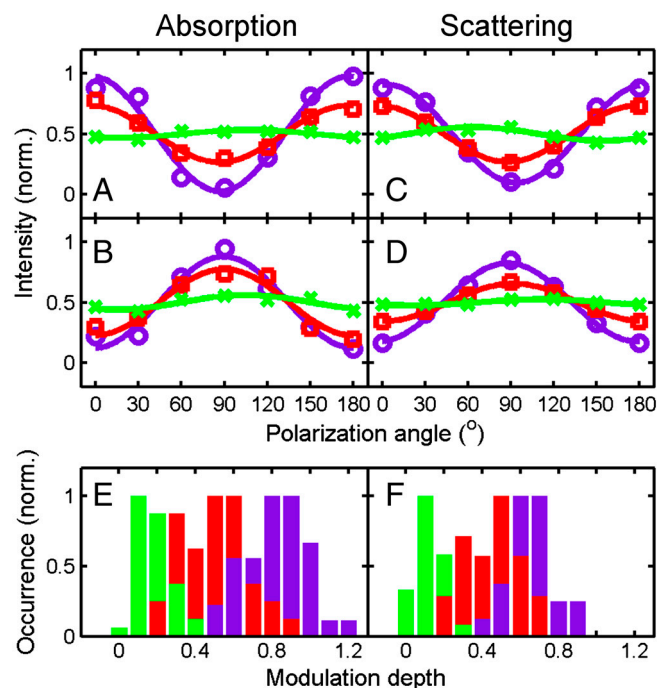 Absorption Scattering
Intensity (norm.)
1
0.5
0
A
C
1
0.5
0
B
D
0 30 60 90 120 150 180 0 30 60 90 120 150 180
Polarization angle (°)
Occurrence (norm.)
1
0.5
0
E
F
0 0.4 0.8 1.2 0 0.4 0.8 1.2
Modulation depth